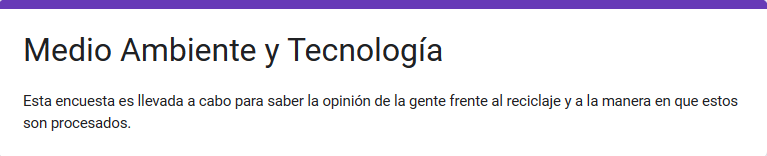 Medio Ambiente y Tecnología
Esta encuesta es llevada a cabo para saber la opinión de la gente frente al reciclaje y a la manera en que estos
son procesados.